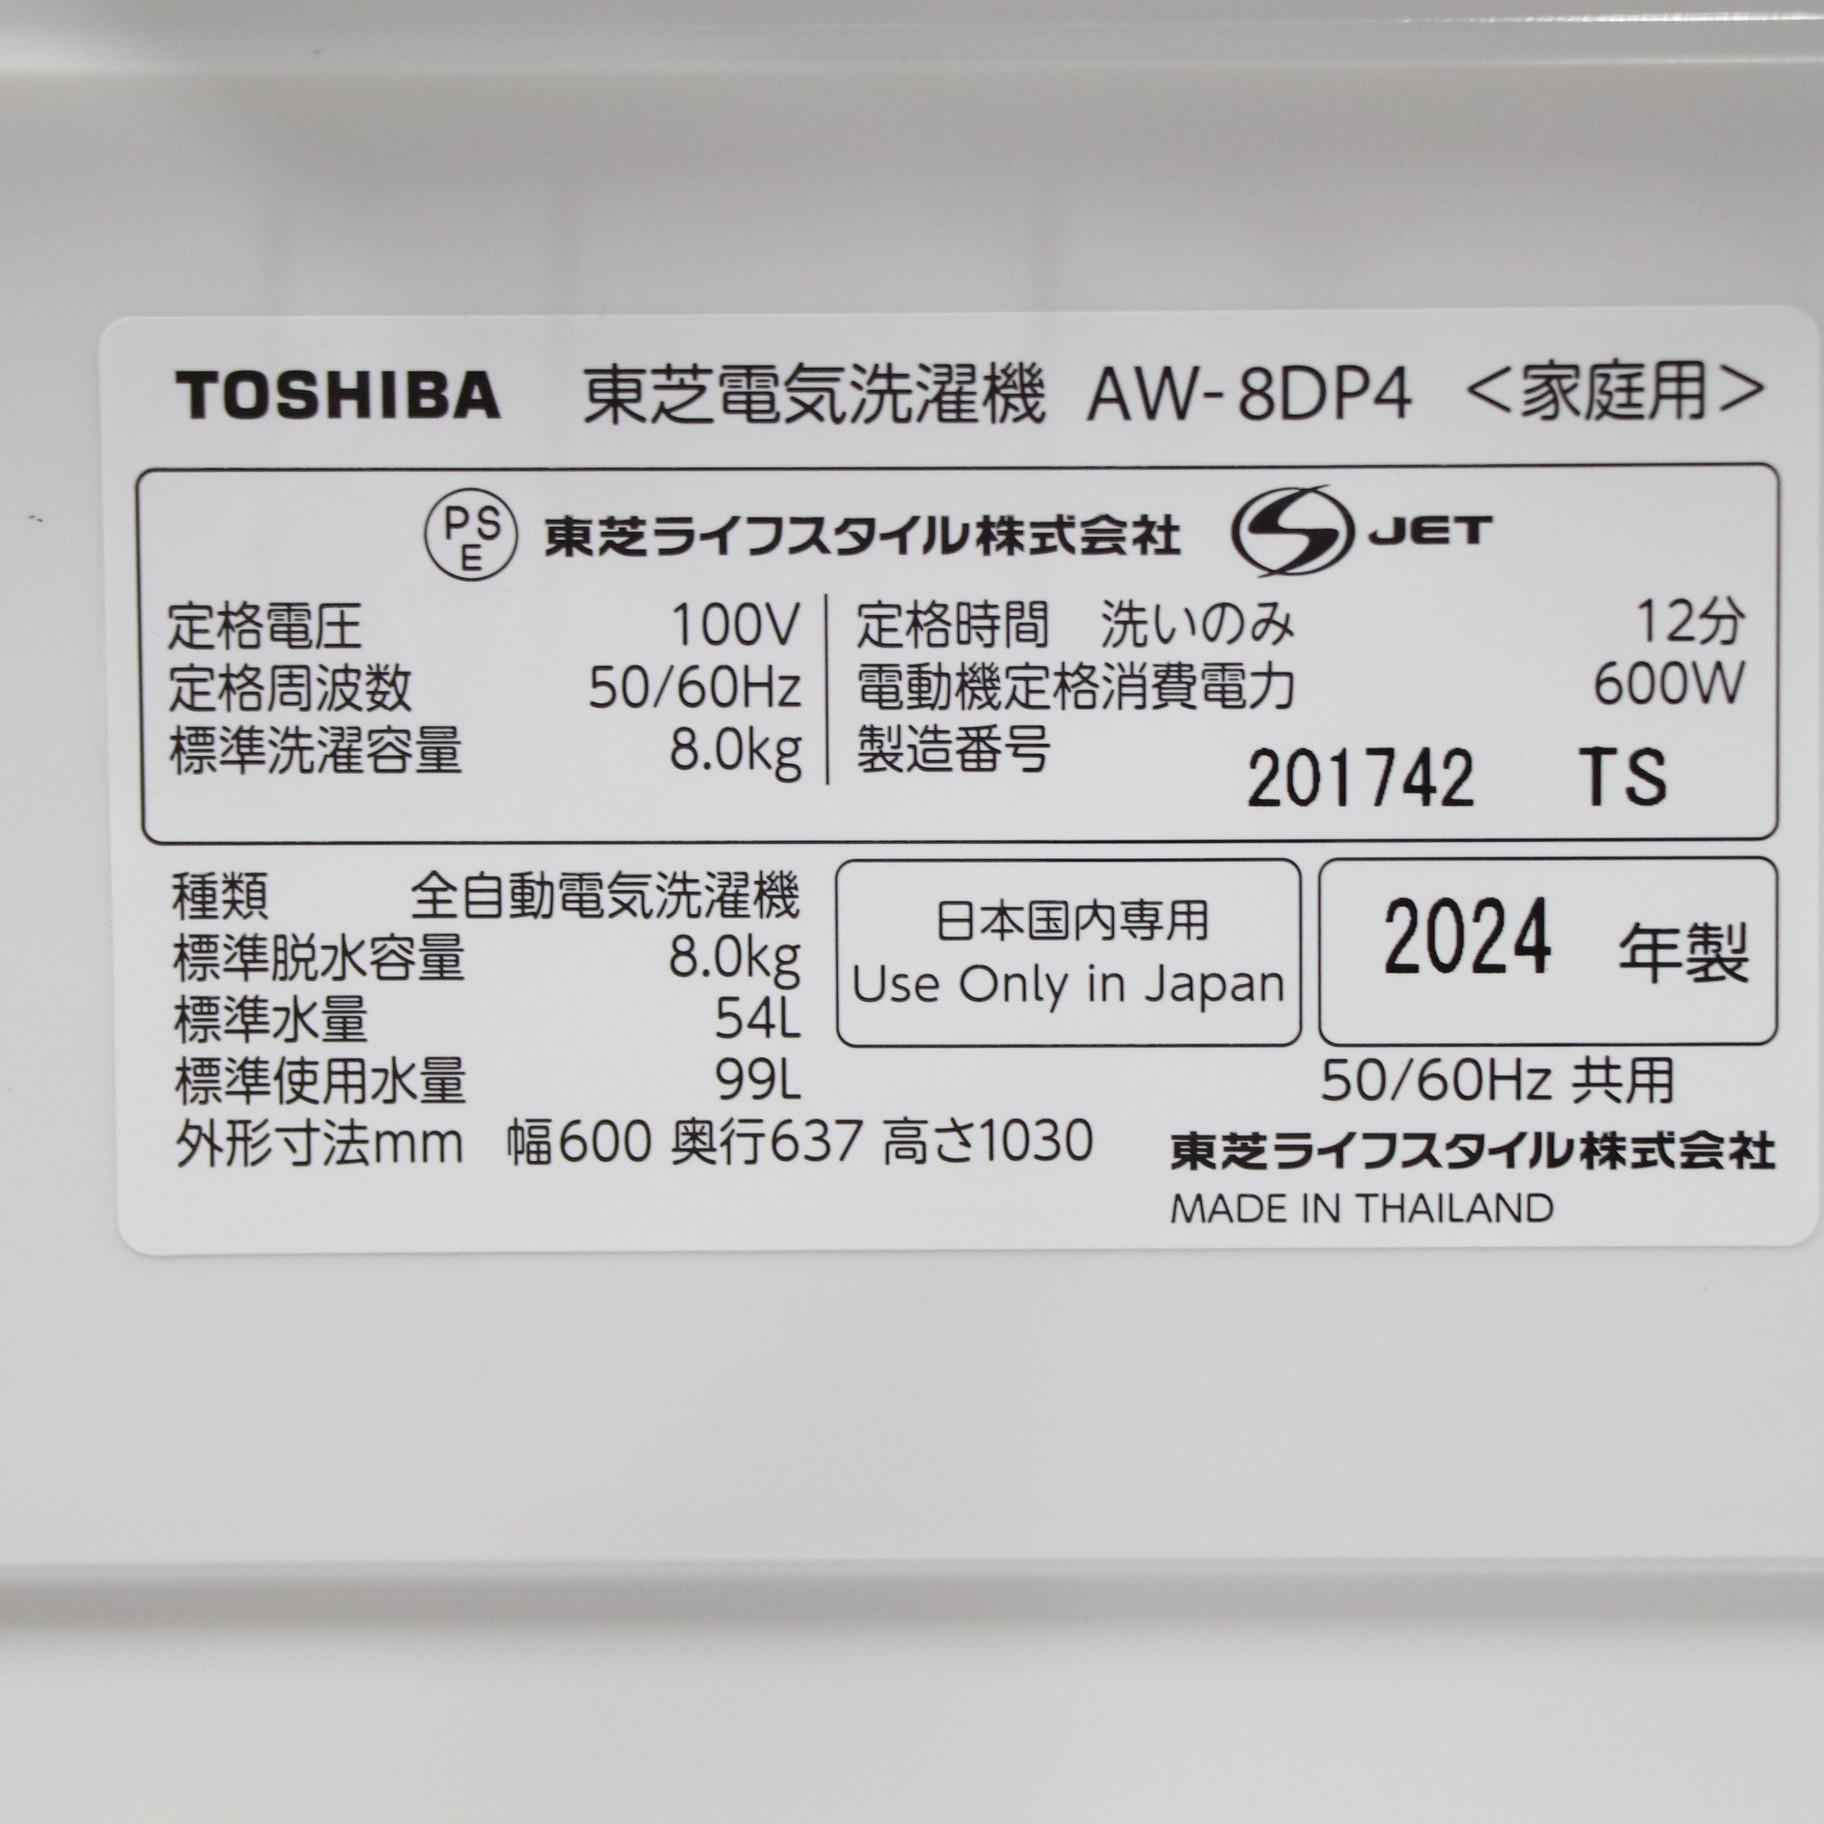 TOSHIBA 東芝電気洗濯機 AW-8DP4 <家庭用>
PSE 東芝ライフスタイル株式会社 S JET
定格電圧 100V
定格周波数 50/60Hz
標準洗濯容量 8.0kg
定格時間 洗いのみ 12分
電動機定格消費電力 600W
製造番号 201742 TS
種類 全自動電気洗濯機
標準脱水容量 8.0kg
標準水量 54L
標準使用水量 99L
外形寸法mm 幅600 奥行637 高さ1030
日本国内専用
Use Only in Japan
2024 年製
50/60Hz 共用
東芝ライフスタイル株式会社
MADE IN THAILAND